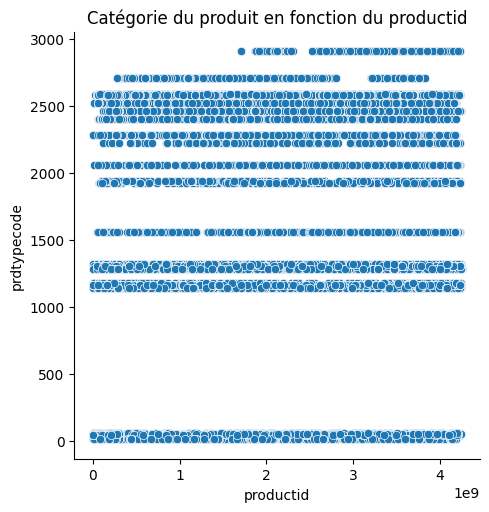 Catégorie du produit en fonction du productid
3000
2500
2000
1500
1000
500
0
prdtypecode
0 1 2 3 4
1e9
productid